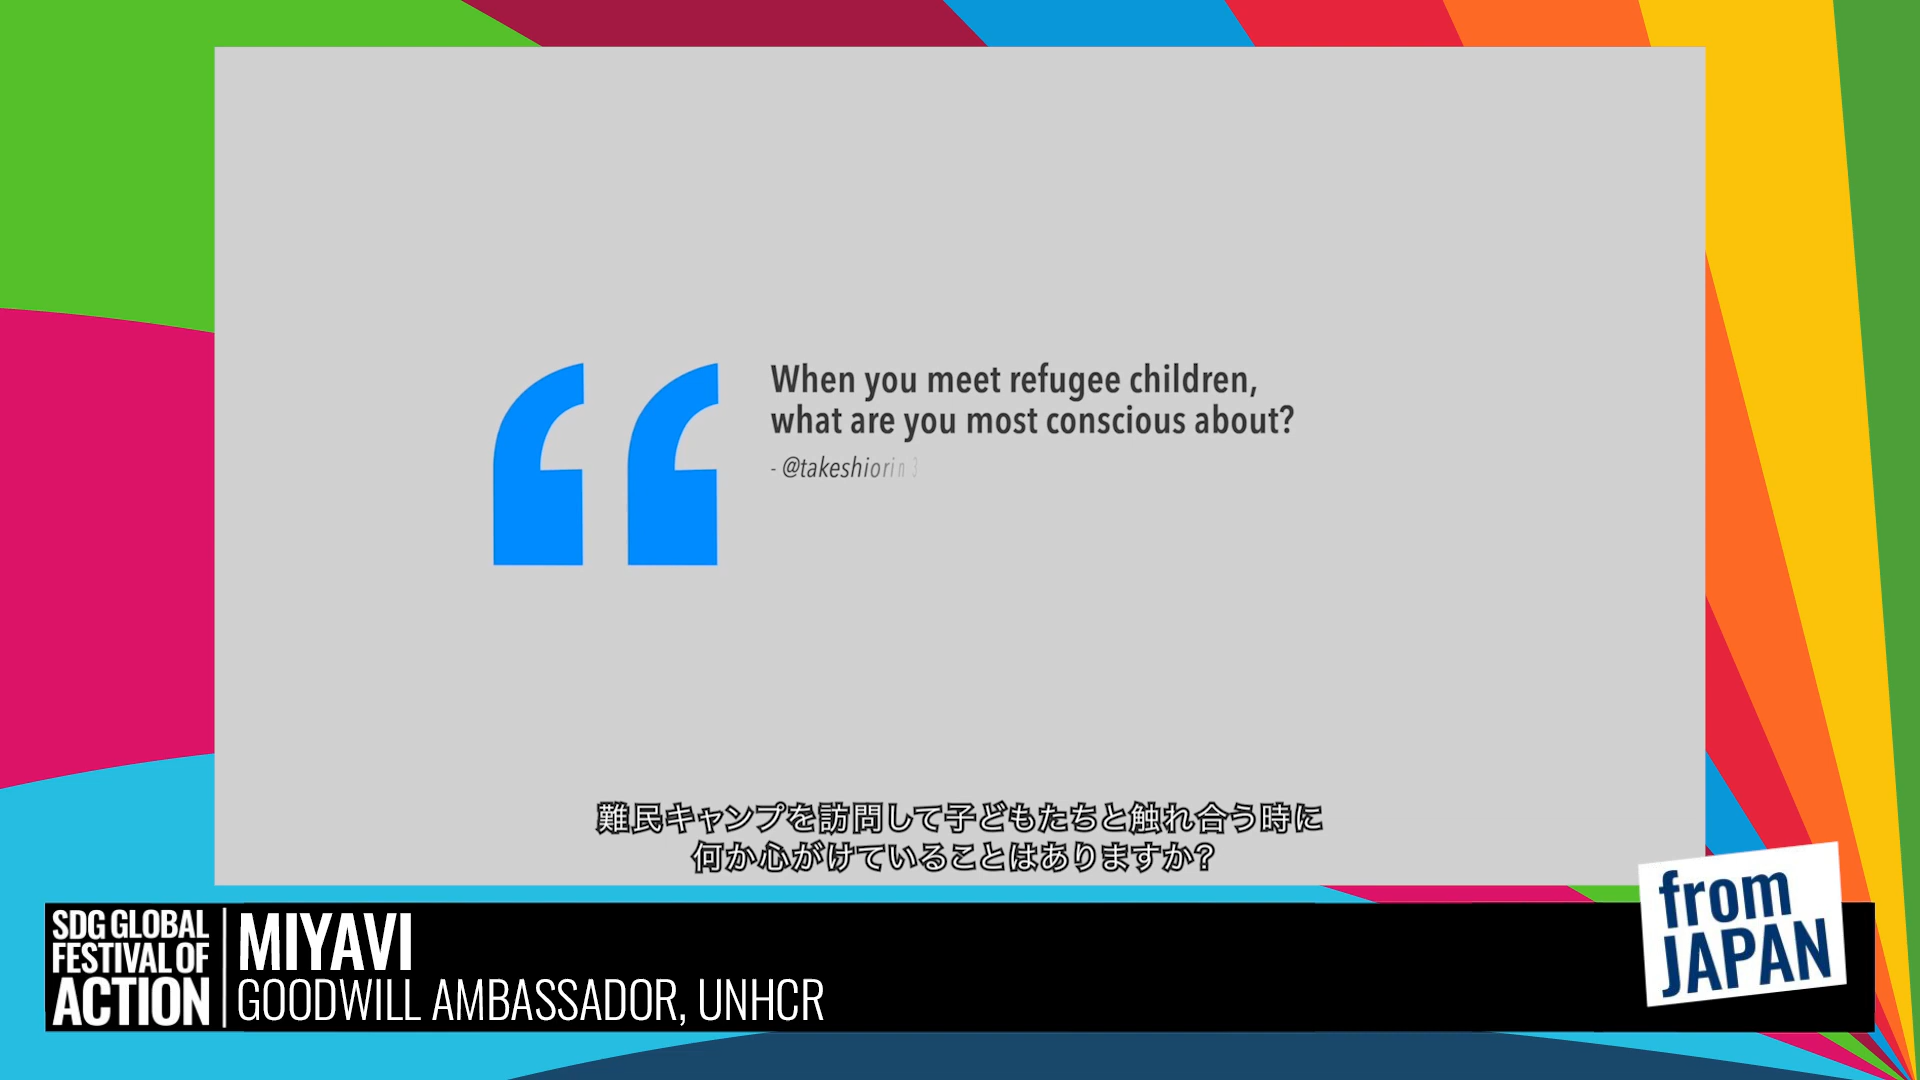 When you meet refugee children,
what are you most conscious about?
- @takeshiorin
難民キャンプを訪問して子どもたちと触れ合う時に
何か心がけていることはありますか?
SDG GLOBAL
FESTIVAL OF
ACTION
MIYAVI
GOODWILL AMBASSADOR, UNHCR
from
JAPAN